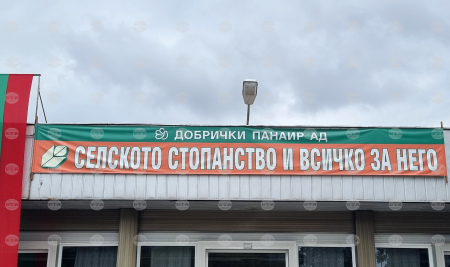 ДОБРИЧКИ ПАНАИР АД
СЕЛСКОТО СТОПАНСТВО И ВСИЧКО ЗА НЕГО